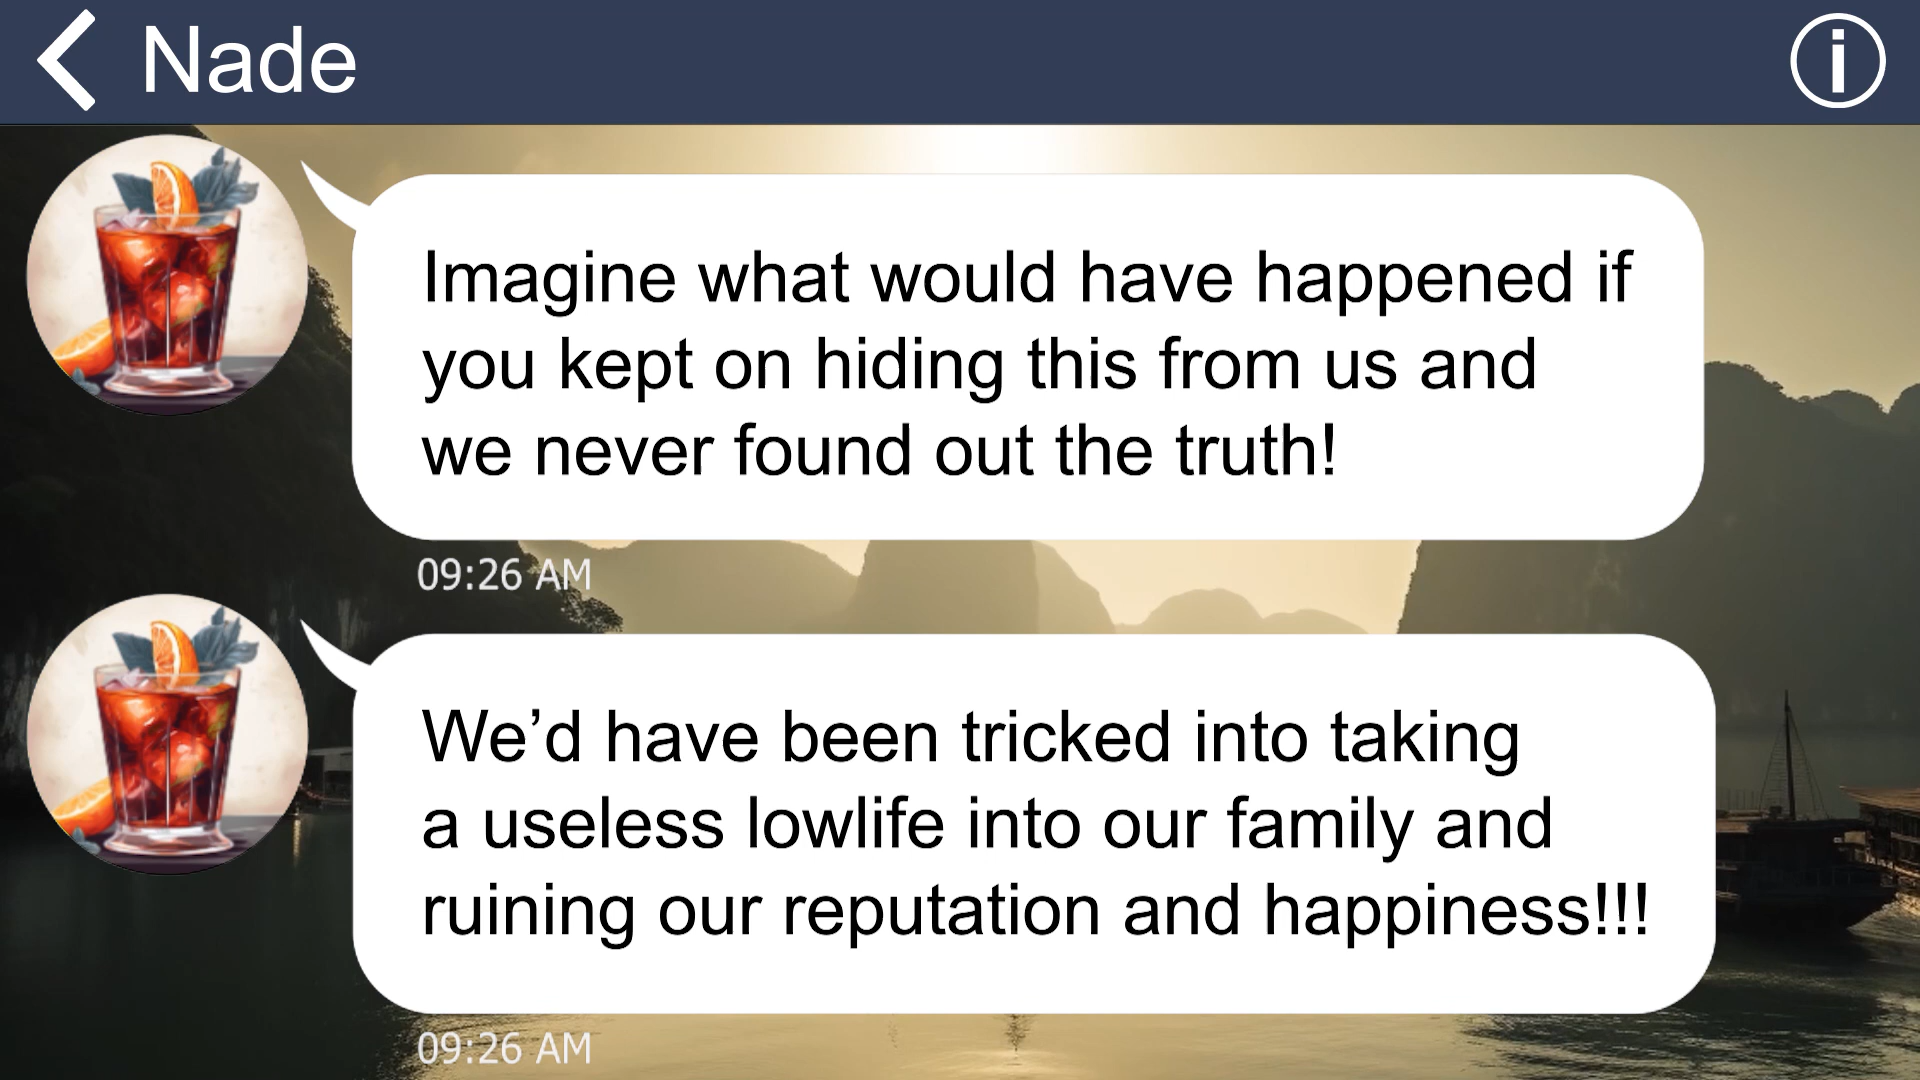 Nade
Imagine what would have happened if
you kept on hiding this from us and
we never found out the truth!
09:26 AM
We’d have been tricked into taking
a useless lowlife into our family and
ruining our reputation and happiness!!!
09:26 AM